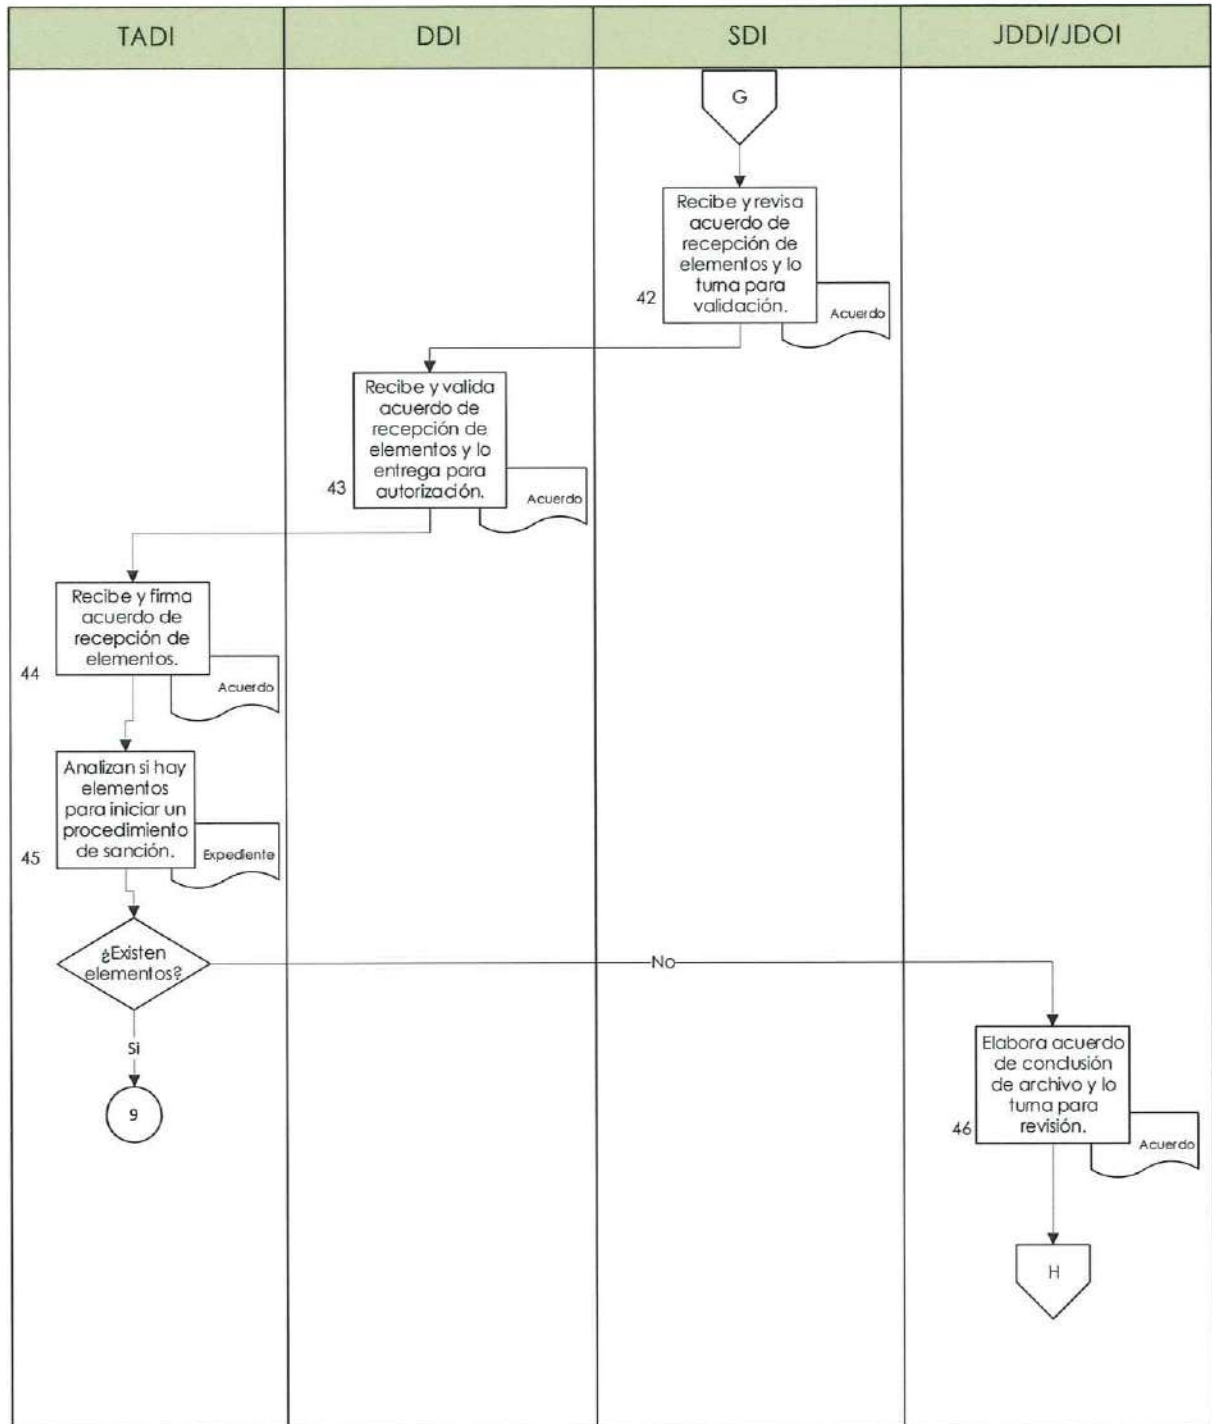 TADI
DDI
SDI
JDDI/JDOI
G
Recibe y revisa
acuerdo de
recepción de
elementos y lo
turna para
validación.
42
Acuerdo
Recibe y valida
acuerdo de
recepción de
elementos y lo
entrega para
autorización.
43
Acuerdo
Recibe y firma
acuerdo de
recepción de
elementos.
44
Acuerdo
Analizan si hay
elementos
para iniciar un
procedimiento
de sanción.
45
Expediente
¿Existen
elementos?
No
Si
9
Elabora acuerdo
de conclusión
de archivo y lo
turna para
revisión.
46
Acuerdo
H